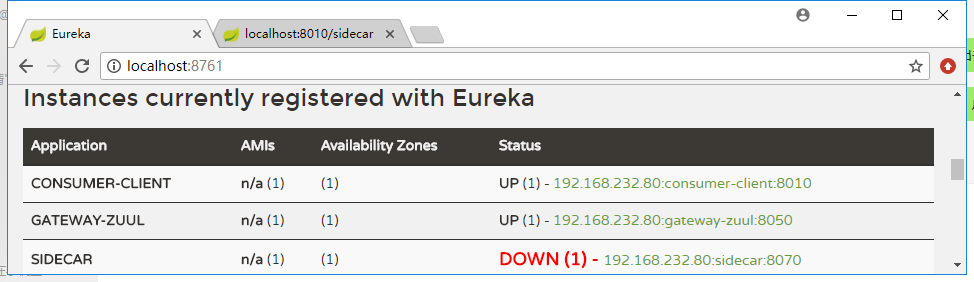 Eureka
localhost:8010/sidecar
localhost:8761
Instances currently registered with Eureka
Application AMIs Availability Zones Status
CONSUMER-CLIENT n/a (1) (1) UP (1) - 192.168.232.80:consumer-client:8010
GATEWAY-ZUUL n/a (1) (1) UP (1) - 192.168.232.80:gateway-zuul:8050
SIDECAR n/a (1) (1) DOWN (1) - 192.168.232.80:sidecar:8070